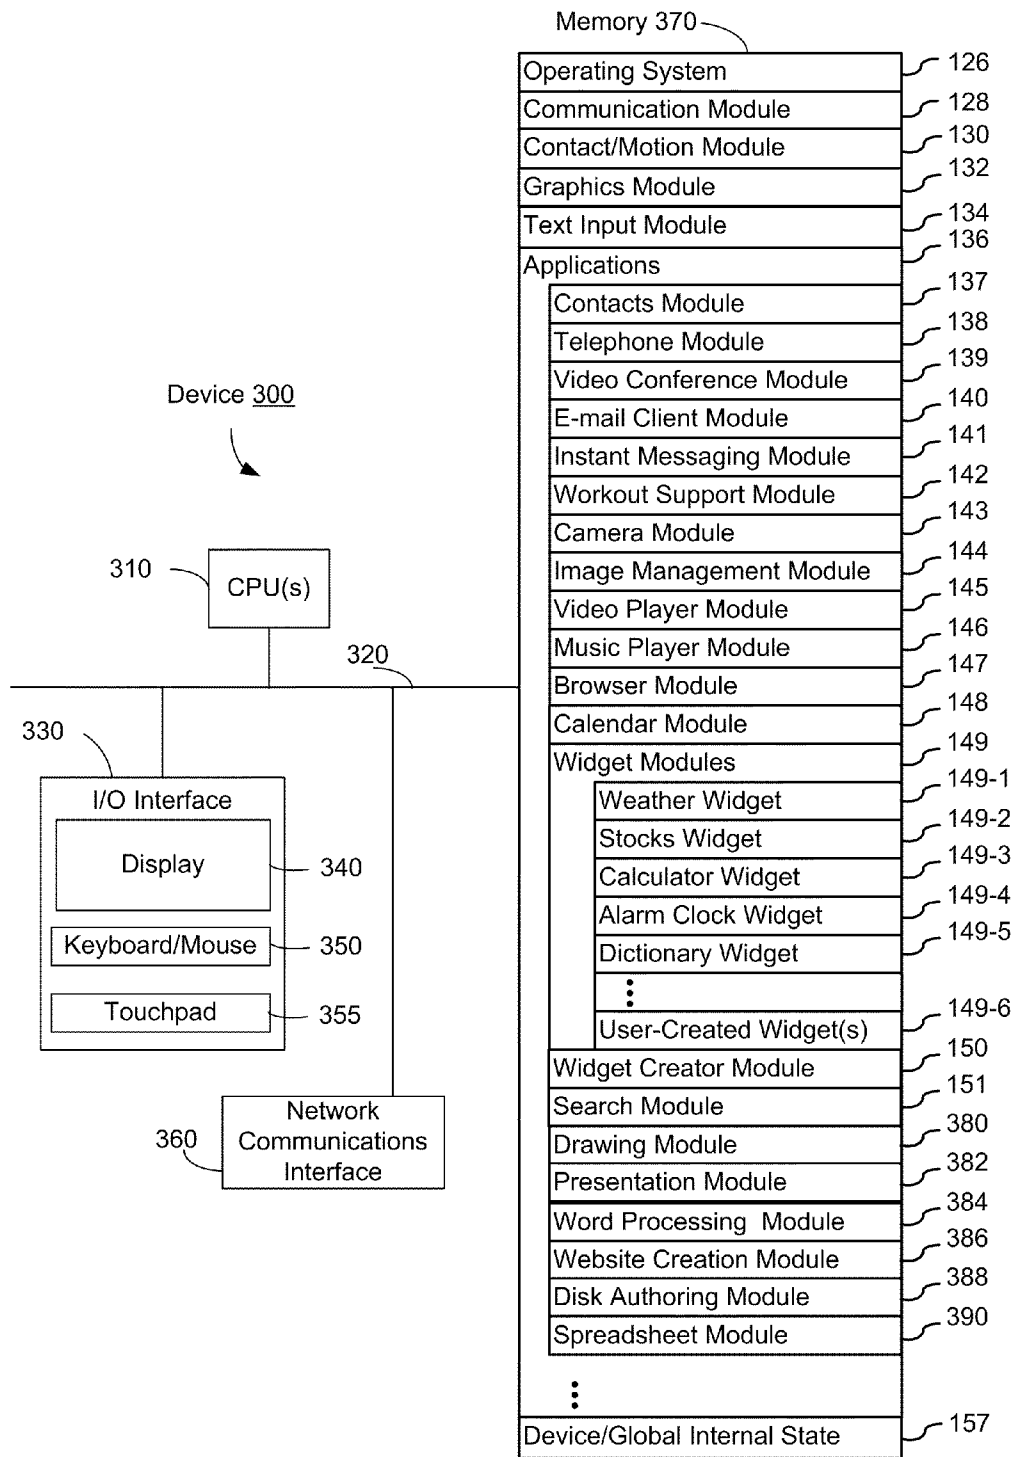 Memory 370
Operating System 126
Communication Module 128
Contact/Motion Module 130
Graphics Module 132
Text Input Module 134
Applications 136
Contacts Module 137
Telephone Module 138
Video Conference Module 139
E-mail Client Module 140
Instant Messaging Module 141
Workout Support Module 142
Camera Module 143
Image Management Module 144
Video Player Module 145
Music Player Module 146
Browser Module 147
Calendar Module 148
Widget Modules 149
Weather Widget 149-1
Stocks Widget 149-2
Calculator Widget 149-3
Alarm Clock Widget 149-4
Dictionary Widget 149-5
User-Created Widget(s) 149-6
Widget Creator Module 150
Search Module 151
Drawing Module 380
Presentation Module 382
Word Processing Module 384
Website Creation Module 386
Disk Authoring Module 388
Spreadsheet Module 390
Device/Global Internal State 157
Device 300
310
CPU(s)
320
330
I/O Interface
Display 340
Keyboard/Mouse 350
Touchpad 355
360
Network
Communications
Interface